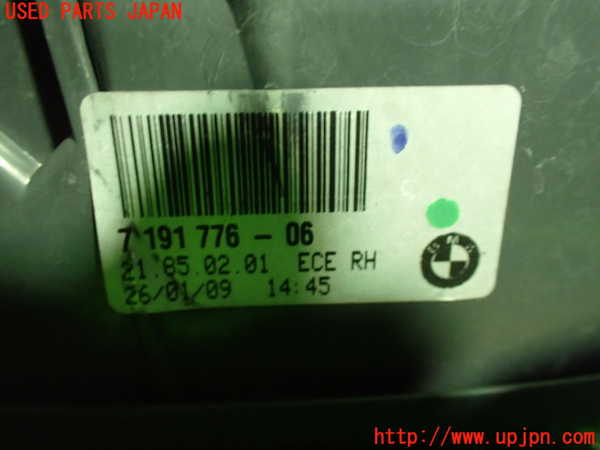 USED PARTS JAPAN
7 191 776 - 06
21.85.02.01 ECE RH
26/01/09 14:45
BMW
http://www.upjpn.com/